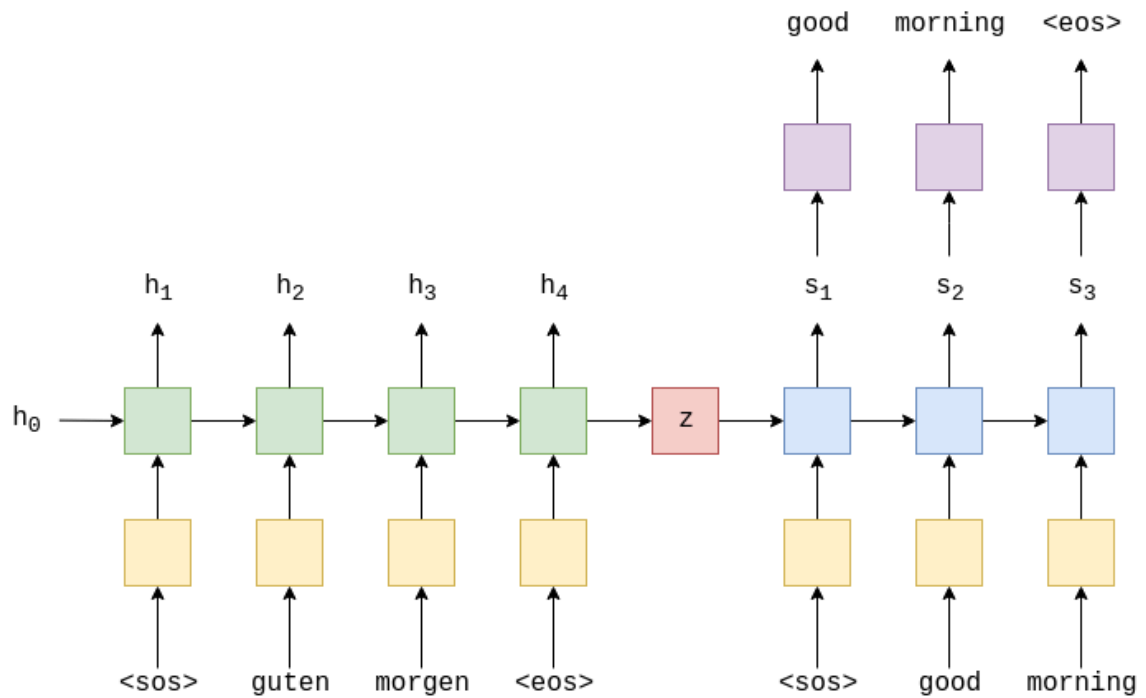 good morning <eos>
h₁ h₂ h₃ h₄ s₁ s₂ s₃
h₀ z
<sos> guten morgen <eos> <sos> good morning